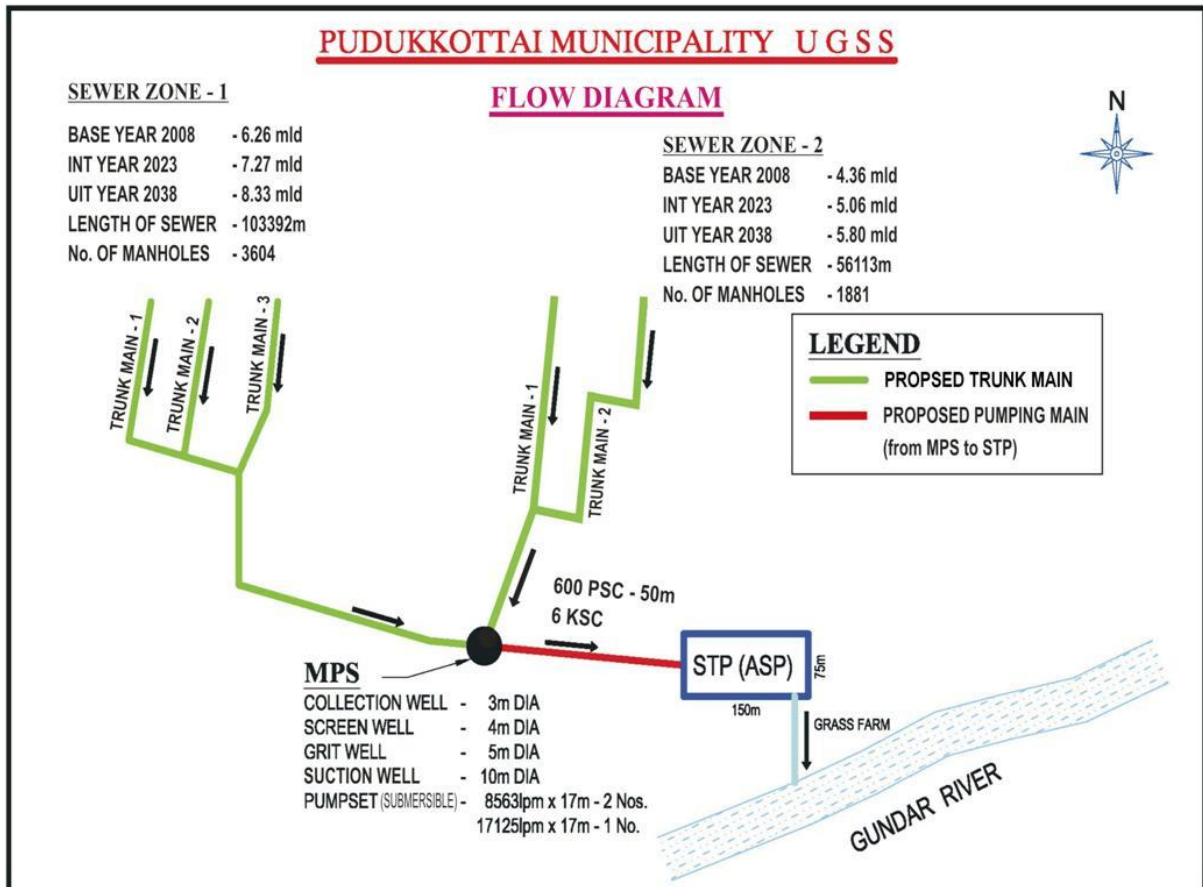 PUDUKKOTTAI MUNICIPALITY U G S S
FLOW DIAGRAM
SEWER ZONE - 1
BASE YEAR 2008 - 6.26 mld
INT YEAR 2023 - 7.27 mld
UIT YEAR 2038 - 8.33 mld
LENGTH OF SEWER - 103392m
No. OF MANHOLES - 3604
SEWER ZONE - 2
BASE YEAR 2008 - 4.36 mld
INT YEAR 2023 - 5.06 mld
UIT YEAR 2038 - 5.80 mld
LENGTH OF SEWER - 56113m
No. OF MANHOLES - 1881
N
TRUNK MAIN - 1
TRUNK MAIN - 2
TRUNK MAIN - 3
TRUNK MAIN - 1
TRUNK MAIN - 2
LEGEND
PROPSED TRUNK MAIN
PROPOSED PUMPING MAIN
(from MPS to STP)
600 PSC - 50m
6 KSC
STP (ASP)
75m
150m
GRASS FARM
GUNDAR RIVER
MPS
COLLECTION WELL - 3m DIA
SCREEN WELL - 4m DIA
GRIT WELL - 5m DIA
SUCTION WELL - 10m DIA
PUMPSET (SUBMERSIBLE) - 8563lpm x 17m - 2 Nos.
17125lpm x 17m - 1 No.